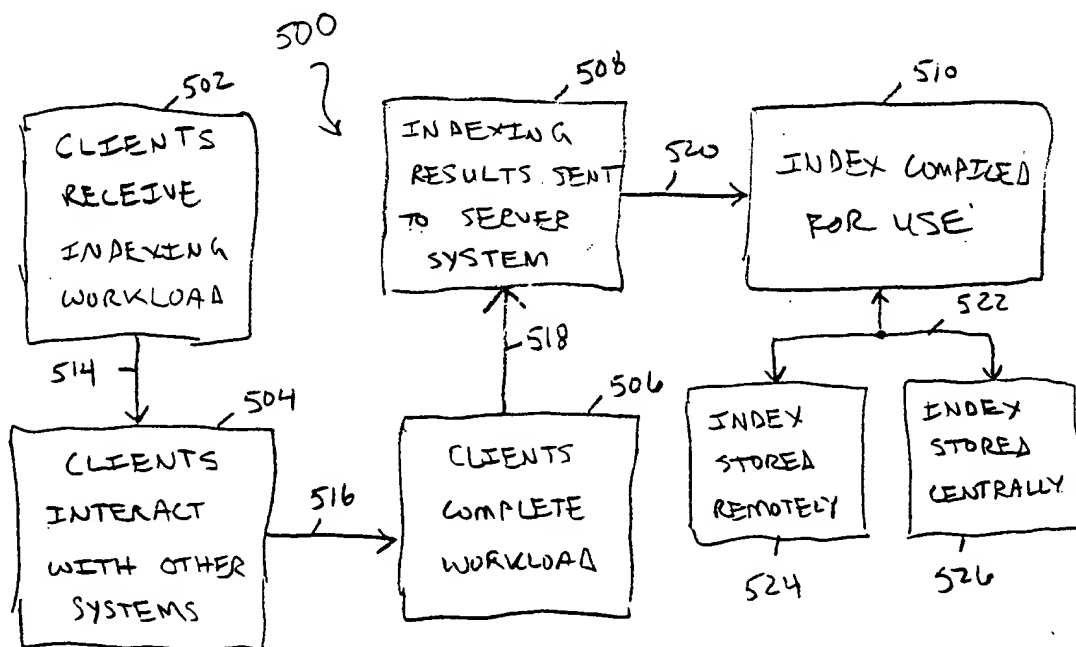 500
502
CLIENTS
RECEIVE
INDEXING
WORKLOAD
514
504
CLIENTS
INTERACT
WITH OTHER
SYSTEMS
516
506
CLIENTS
COMPLETE
WORKLOAD
518
508
INDEXING
RESULTS SENT
TO SERVER
SYSTEM
520
510
INDEX COMPILED
FOR USE
522
INDEX
STORED
REMOTELY
524
INDEX
STORED
CENTRALLY
526